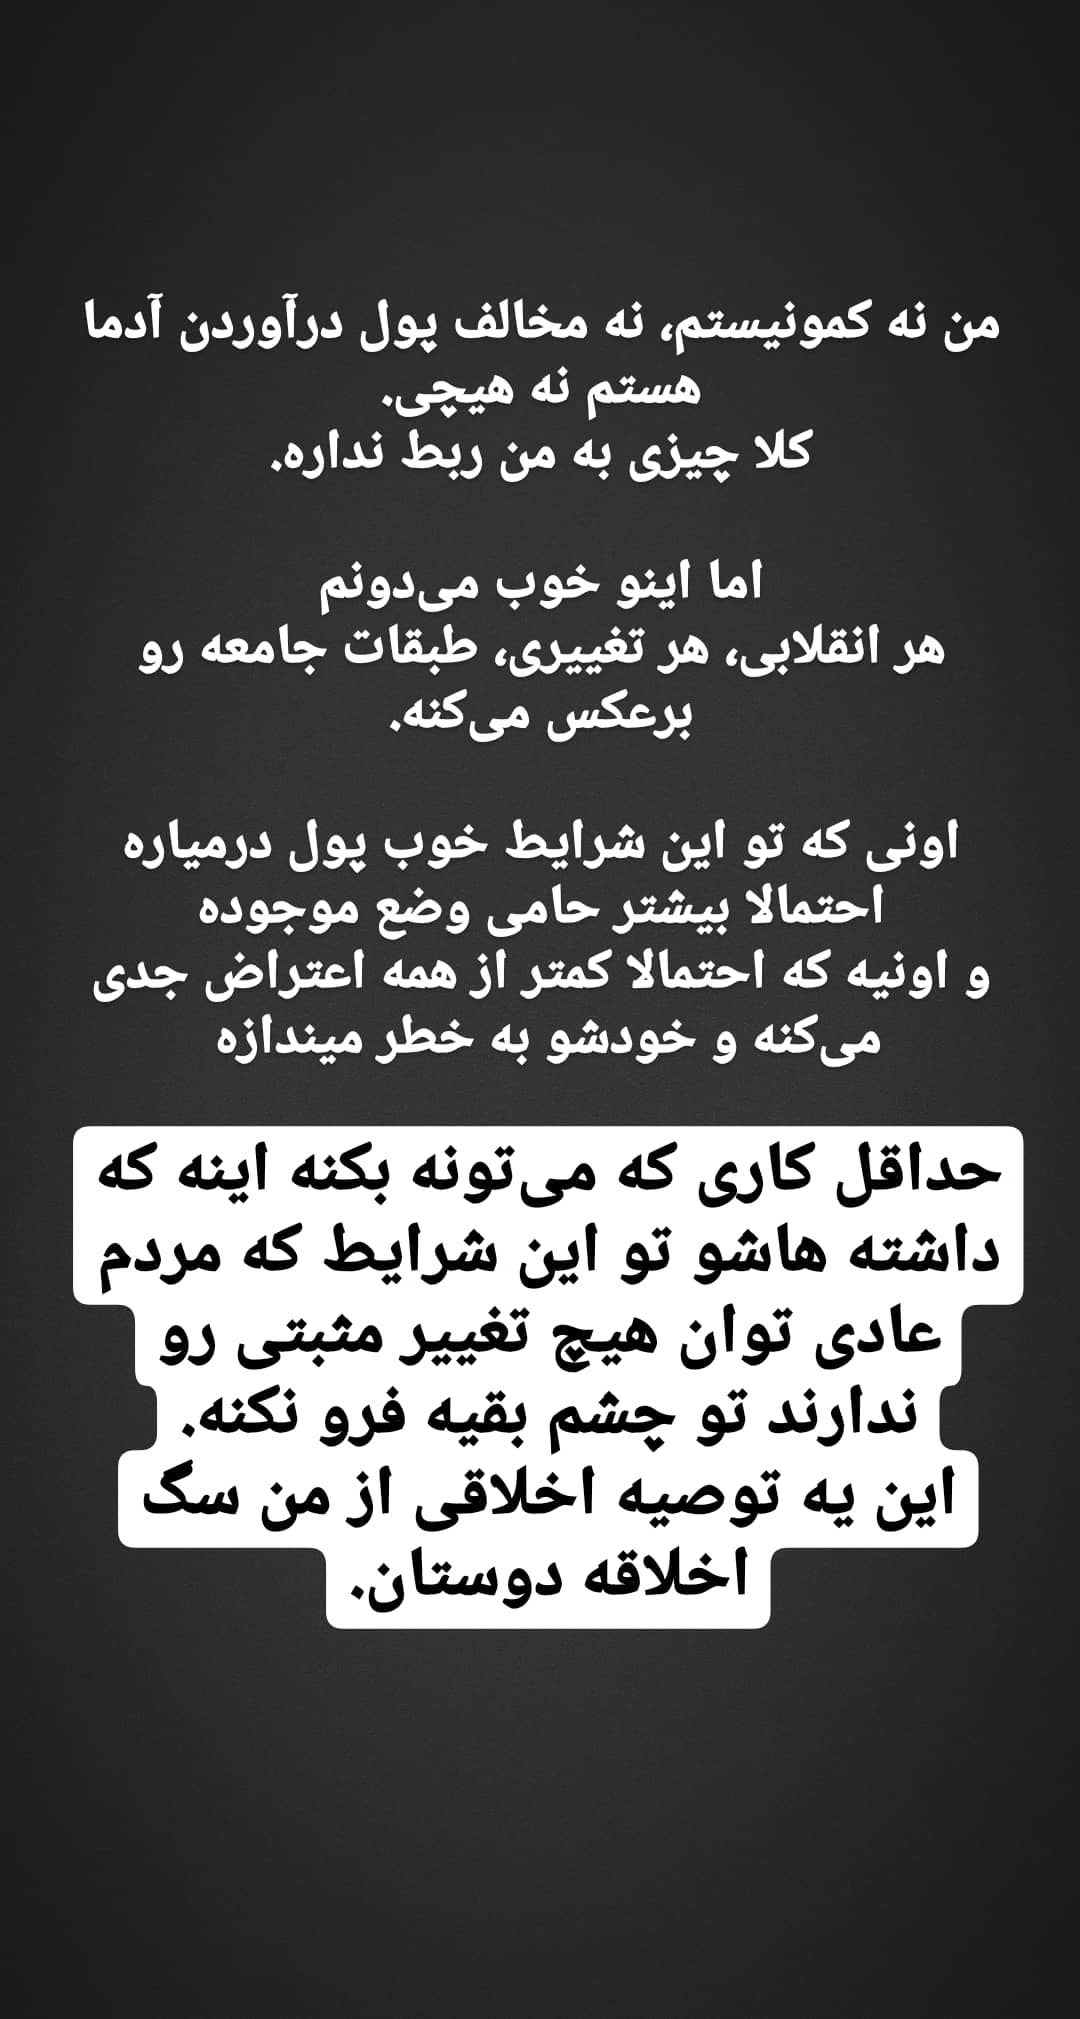 من نه کمونیستم، نه مخالف پول درآوردن آدما
هستم نه هیچی.
کلا چیزی به من ربط نداره.
اما اینو خوب می‌دونم
هر انقلابی، هر تغییری، طبقات جامعه رو
برعکس می‌کنه.
اونی که تو این شرایط خوب پول درمیاره
احتمالا بیشتر حامی وضع موجوده
و اونیه که احتمالا کمتر از همه اعتراض جدی
می‌کنه و خودشو به خطر میندازه
حداقل کاری که می‌تونه بکنه اینه که
داشته هاشو تو این شرایط که مردم
عادی توان هیچ تغییر مثبتی رو
ندارند تو چشم بقیه فرو نکنه.
این یه توصیه اخلاقی از من سگ
اخلاقه دوستان.